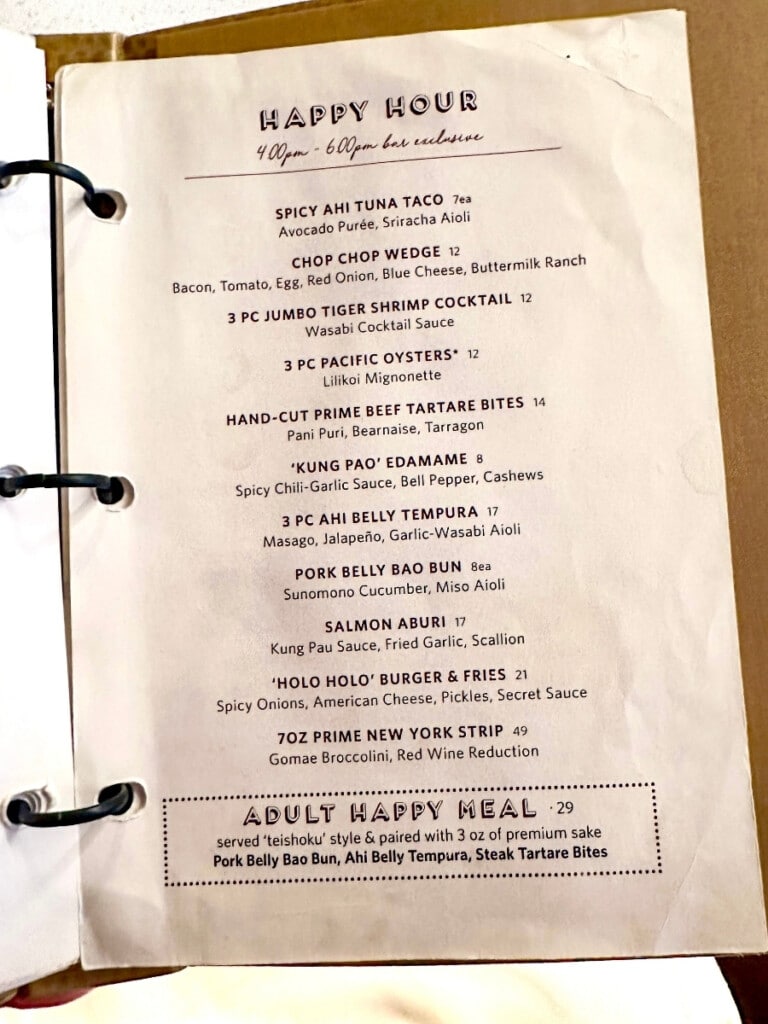 HAPPY HOUR
4:00pm - 6:00pm bar exclusive
SPICY AHI TUNA TACO 7ea
Avocado Purée, Sriracha Aioli
CHOP CHOP WEDGE 12
Bacon, Tomato, Egg, Red Onion, Blue Cheese, Buttermilk Ranch
3 PC JUMBO TIGER SHRIMP COCKTAIL 12
Wasabi Cocktail Sauce
3 PC PACIFIC OYSTERS* 12
Lilikoi Mignonette
HAND-CUT PRIME BEEF TARTARE BITES 14
Pani Puri, Bearnaise, Tarragon
‘KUNG PAO’ EDAMAME 8
Spicy Chili-Garlic Sauce, Bell Pepper, Cashews
3 PC AHI BELLY TEMPURA 17
Masago, Jalapeño, Garlic-Wasabi Aioli
PORK BELLY BAO BUN 8ea
Sunomono Cucumber, Miso Aioli
SALMON ABURI 17
Kung Pau Sauce, Fried Garlic, Scallion
‘HOLO HOLO’ BURGER & FRIES 21
Spicy Onions, American Cheese, Pickles, Secret Sauce
7OZ PRIME NEW YORK STRIP 49
Gomae Broccolini, Red Wine Reduction
ADULT HAPPY MEAL · 29
served ‘teishoku’ style & paired with 3 oz of premium sake
Pork Belly Bao Bun, Ahi Belly Tempura, Steak Tartare Bites